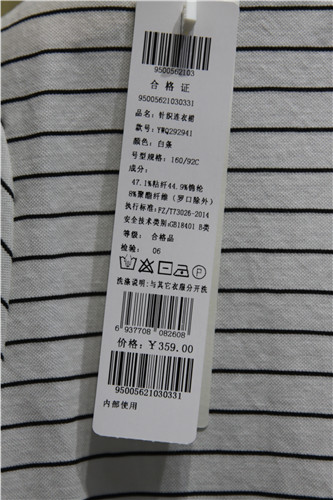 9500562103
合格证
95005621030331
品名:针织连衣裙
款号:YWQ292941
颜色:白条
号型规格:160/92C
成分:
47.1%粘纤44.9%锦纶
8%聚酯纤维(罗口除外)
执行标准:FZ/T73026-2014
安全技术类别:GB18401 B类
等级:合格品
检验:06
洗涤说明:与其它衣服分开洗
6937708 082608
价格:￥359.00
95005621030331
内部使用